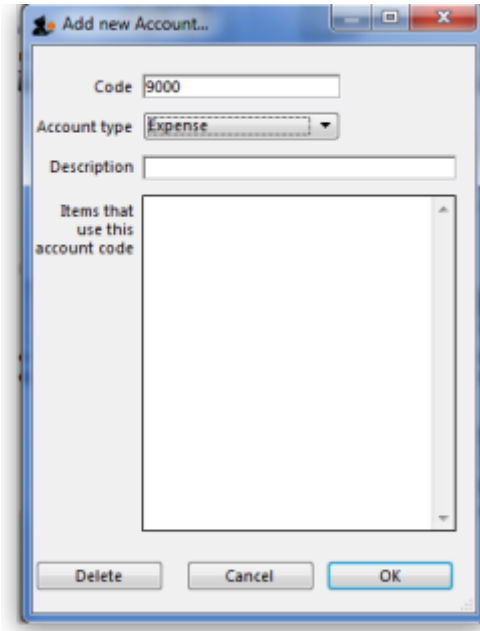 Add new Account...
Code 9000
Account type Expense
Description
Items that
use this
account code
Delete Cancel OK